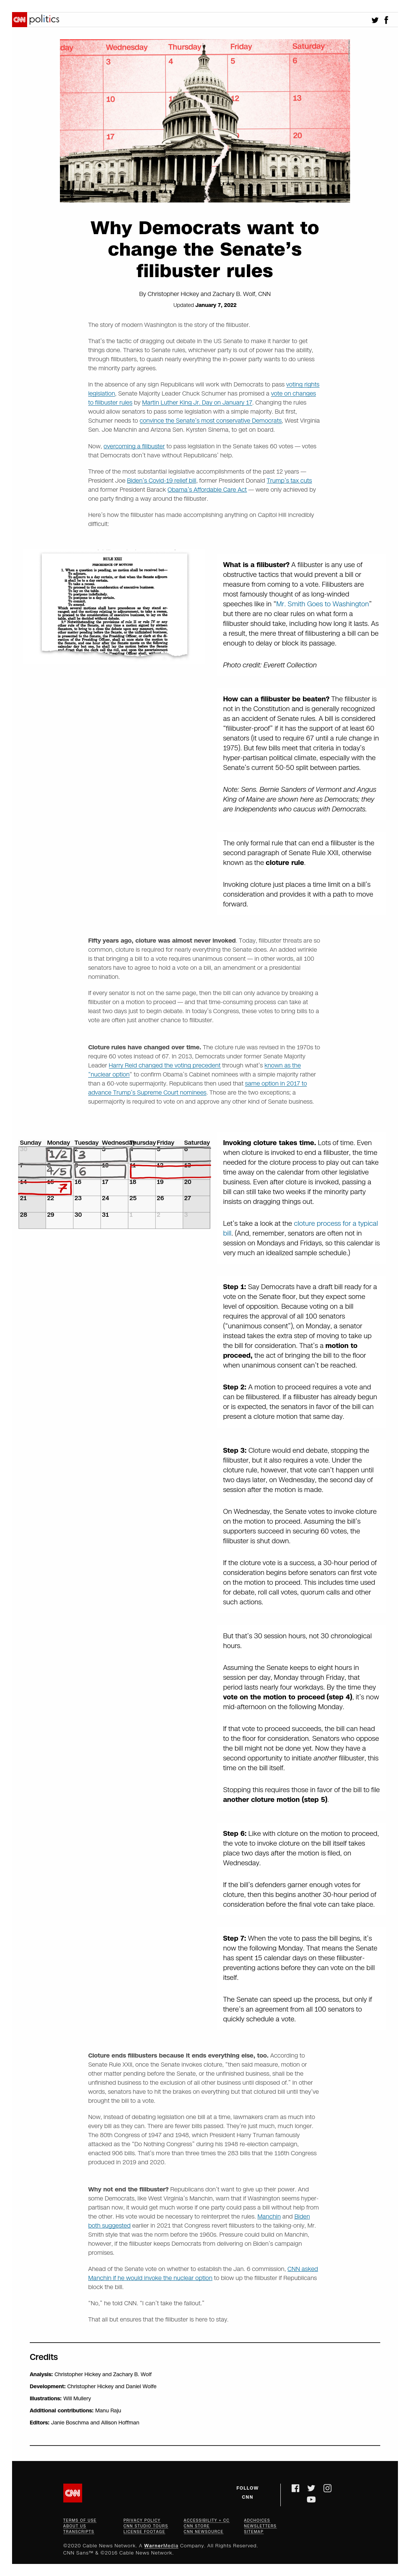 CNN politics
day Wednesday Thursday Friday Saturday
3 4 5 6
10 11 12 13
17 19 20
Why Democrats want to
change the Senate's
filibuster rules
By Christopher Hickey and Zachary B. Wolf, CNN
Updated January 7, 2022
The story of modern Washington is the story of the filibuster.
That's the tactic of dragging out debate in the US Senate to make it harder to get
things done. Thanks to Senate rules, whichever party is out of power has the ability,
through filibusters, to quash nearly everything the in-power party wants to do unless
the minority party agrees.
In the absence of any sign Republicans will work with Democrats to pass voting rights
legislation, Senate Majority Leader Chuck Schumer has promised a vote on changes
to filibuster rules by Martin Luther King Jr. Day on January 17. Changing the rules
would allow senators to pass some legislation with a simple majority. But first,
Schumer needs to convince the Senate's most conservative Democrats, West Virginia
Sen. Joe Manchin and Arizona Sen. Kyrsten Sinema, to get on board.
Now, overcoming a filibuster to pass legislation in the Senate takes 60 votes — votes
that Democrats don't have without Republicans' help.
Three of the most substantial legislative accomplishments of the past 12 years —
President Joe Biden's Covid-19 relief bill, former President Donald Trump's tax cuts
and former President Barack Obama's Affordable Care Act — were only achieved by
one party finding a way around the filibuster.
Here's how the filibuster has made accomplishing anything on Capitol Hill incredibly
difficult:
RULE XXII
PRECEDENCE OF MOTIONS
1. When a question is pending, no motion shall be received but—
To adjourn.
To adjourn to a day certain, or that when the Senate adjourn
it shall be to a day certain.
To take a recess.
To proceed to the consideration of executive business.
To lay on the table.
To postpone indefinitely.
To postpone to a day certain.
To commit.
To amend.
Which several motions shall have precedence as they stand ar-
What is a filibuster? A filibuster is any use of
obstructive tactics that would prevent a bill or
measure from coming to a vote. Filibusters are
most famously thought of as long-winded
speeches like in "Mr. Smith Goes to Washington"
but there are no clear rules for what form a
filibuster should take, including how long it lasts. As
a result, the mere threat of filibustering a bill can be
enough to delay or block its passage.
Photo credit: Everett Collection
How can a filibuster be beaten? The filibuster is
not in the Constitution and is generally recognized
as an accident of Senate rules. A bill is considered
"filibuster-proof" if it has the support of at least 60
senators (it used to require 67 until a rule change in
1975). But few bills meet that criteria in today's
hyper-partisan political climate, especially with the
Senate's current 50-50 split between parties.
Note: Sens. Bernie Sanders of Vermont and Angus
King of Maine are shown here as Democrats; they
are Independents who caucus with Democrats.
The only formal rule that can end a filibuster is the
second paragraph of Senate Rule XXII, otherwise
known as the cloture rule.
Invoking cloture just places a time limit on a bill's
consideration and provides it with a path to move
forward.
Fifty years ago, cloture was almost never invoked. Today, filibuster threats are so
common, cloture is required for nearly everything the Senate does. An added wrinkle
is that bringing a bill to a vote requires unanimous consent — in other words, all 100
senators have to agree to hold a vote on a bill, an amendment or a presidential
nomination.
If every senator is not on the same page, then the bill can only advance by breaking a
filibuster on a motion to proceed — and that time-consuming process can take at
least two days just to begin debate. In today's Congress, these votes to bring bills to a
vote are often just another chance to filibuster.
Cloture rules have changed over time. The cloture rule was revised in the 1970s to
require 60 votes instead of 67. In 2013, Democrats under former Senate Majority
Leader Harry Reid changed the voting precedent through what's known as the
"nuclear option" to confirm Obama's Cabinet nominees with a simple majority rather
than a 60-vote supermajority. Republicans then used that same option in 2017 to
advance Trump's Supreme Court nominees. Those are the two exceptions; a
supermajority is required to vote on and approve any other kind of Senate business.
Sunday Monday Tuesday Wednesday Thursday Friday Saturday
1/2 3
4/5 6
14 7 16 17 18 19 20
21 22 23 24 25 26 27
28 29 30 31 1 2 3
Invoking cloture takes time. Lots of time. Even
when cloture is invoked to end a filibuster, the time
needed for the cloture process to play out can take
time away on the calendar from other legislative
business. Even after cloture is invoked, passing a
bill can still take two weeks if the minority party
insists on dragging things out.
Let's take a look at the cloture process for a typical
bill. (And, remember, senators are often not in
session on Mondays and Fridays, so this calendar is
very much an idealized sample schedule.)
Step 1: Say Democrats have a draft bill ready for a
vote on the Senate floor, but they expect some
level of opposition. Because voting on a bill
requires the approval of all 100 senators
("unanimous consent"), on Monday, a senator
instead takes the extra step of moving to take up
the bill for consideration. That's a motion to
proceed, the act of bringing the bill to the floor
when unanimous consent can't be reached.
Step 2: A motion to proceed requires a vote and
can be filibustered. If a filibuster has already begun
or is expected, the senators in favor of the bill can
present a cloture motion that same day.
Step 3: Cloture would end debate, stopping the
filibuster, but it also requires a vote. Under the
cloture rule, however, that vote can't happen until
two days later, on Wednesday, the second day of
session after the motion is made.
On Wednesday, the Senate votes to invoke cloture
on the motion to proceed. Assuming the bill's
supporters succeed in securing 60 votes, the
filibuster is shut down.
If the cloture vote is a success, a 30-hour period of
consideration begins before senators can first vote
on the motion to proceed. This includes time used
for debate, roll call votes, quorum calls and other
such actions.
But that's 30 session hours, not 30 chronological
hours.
Assuming the Senate keeps to eight hours in
session per day, Monday through Friday, that
period lasts nearly four workdays. By the time they
vote on the motion to proceed (step 4), it's now
mid-afternoon on the following Monday.
If that vote to proceed succeeds, the bill can head
to the floor for consideration. Senators who oppose
the bill might not be done yet. Now they have a
second opportunity to initiate another filibuster, this
time on the bill itself.
Stopping this requires those in favor of the bill to file
another cloture motion (step 5).
Step 6: Like with cloture on the motion to proceed,
the vote to invoke cloture on the bill itself takes
place two days after the motion is filed, on
Wednesday.
If the bill's defenders garner enough votes for
cloture, then this begins another 30-hour period of
consideration before the final vote can take place.
Step 7: When the vote to pass the bill begins, it's
now the following Monday. That means the Senate
has spent 15 calendar days on these filibuster-
preventing actions before they can vote on the bill
itself.
The Senate can speed up the process, but only if
there's an agreement from all 100 senators to
quickly schedule a vote.
Cloture ends filibusters because it ends everything else, too. According to
Senate Rule XXII, once the Senate invokes cloture, "then said measure, motion or
other matter pending before the Senate, or the unfinished business, shall be the
unfinished business to the exclusion of all other business until disposed of." In other
words, senators have to hit the brakes on everything but that clotured bill until they've
brought the bill to a vote.
Now, instead of debating legislation one bill at a time, lawmakers cram as much into
every bill as they can. There are fewer bills passed. They're just much, much longer.
The 80th Congress of 1947 and 1948, which President Harry Truman famously
attacked as the "Do Nothing Congress" during his 1948 re-election campaign,
enacted 906 bills. That's more than three times the 283 bills that the 116th Congress
produced in 2019 and 2020.
Why not end the filibuster? Republicans don't want to give up their power. And
some Democrats, like West Virginia's Manchin, warn that if Washington seems hyper-
partisan now, it would get much worse if one party could pass a bill without help from
the other. His vote would be necessary to reinterpret the rules. Manchin and Biden
both suggested earlier in 2021 that Congress revert filibusters to the talking-only, Mr.
Smith style that was the norm before the 1960s. Pressure could build on Manchin,
however, if the filibuster keeps Democrats from delivering on Biden's campaign
promises.
Ahead of the Senate vote on whether to establish the Jan. 6 commission, CNN asked
Manchin if he would invoke the nuclear option to blow up the filibuster if Republicans
block the bill.
"No," he told CNN. "I can't take the fallout."
That all but ensures that the filibuster is here to stay.
Credits
Analysis: Christopher Hickey and Zachary B. Wolf
Development: Christopher Hickey and Daniel Wolfe
Illustrations: Will Mullery
Additional contributions: Manu Raju
Editors: Janie Boschma and Allison Hoffman
CNN
FOLLOW
CNN
TERMS OF USE PRIVACY POLICY ACCESSIBILITY + CC ADCHOICES
ABOUT US CNN STUDIO TOURS CNN STORE NEWSLETTERS
TRANSCRIPTS LICENSE FOOTAGE CNN NEWSOURCE SITEMAP
©2020 Cable News Network. A WarnerMedia Company. All Rights Reserved.
CNN Sans™ & ©2016 Cable News Network.